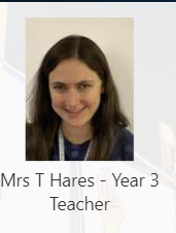 Mrs T Hares - Year 3
Teacher